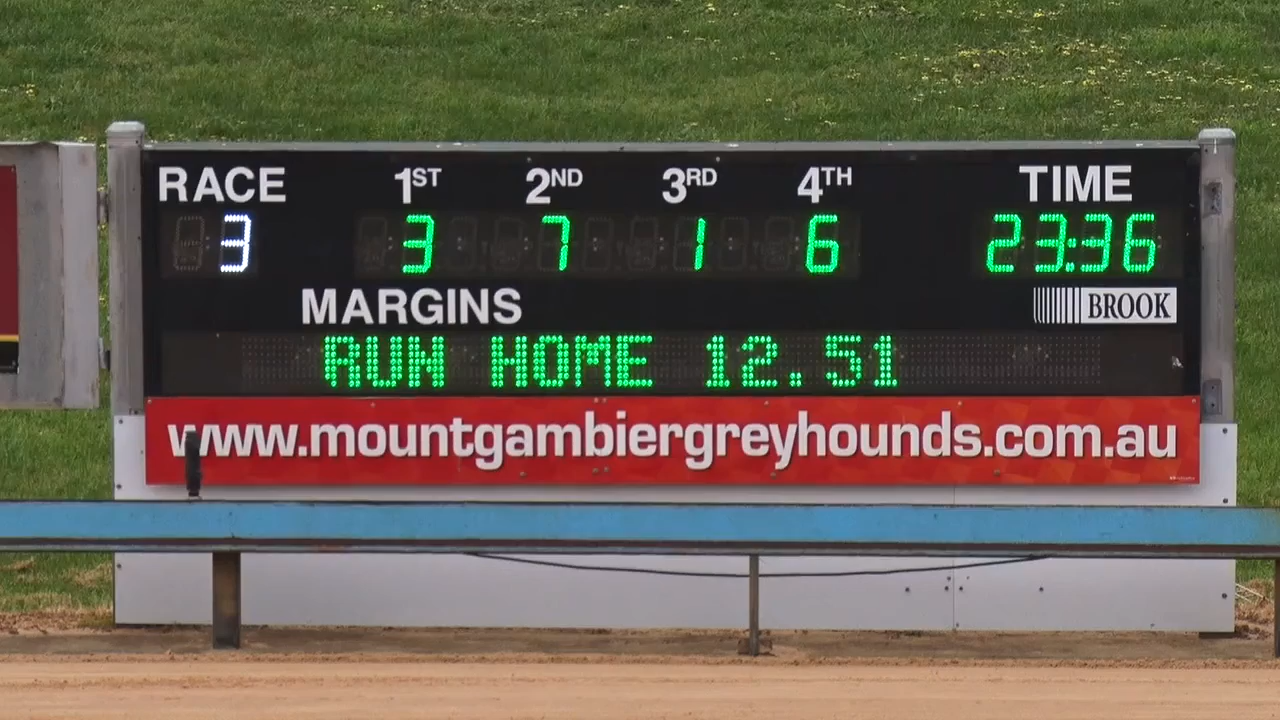 RACE 1ST 2ND 3RD 4TH TIME
3 3 7 1 6 23:36
MARGINS BROOK
RUN HOME 12.51
www.mountgambiergreyhounds.com.au